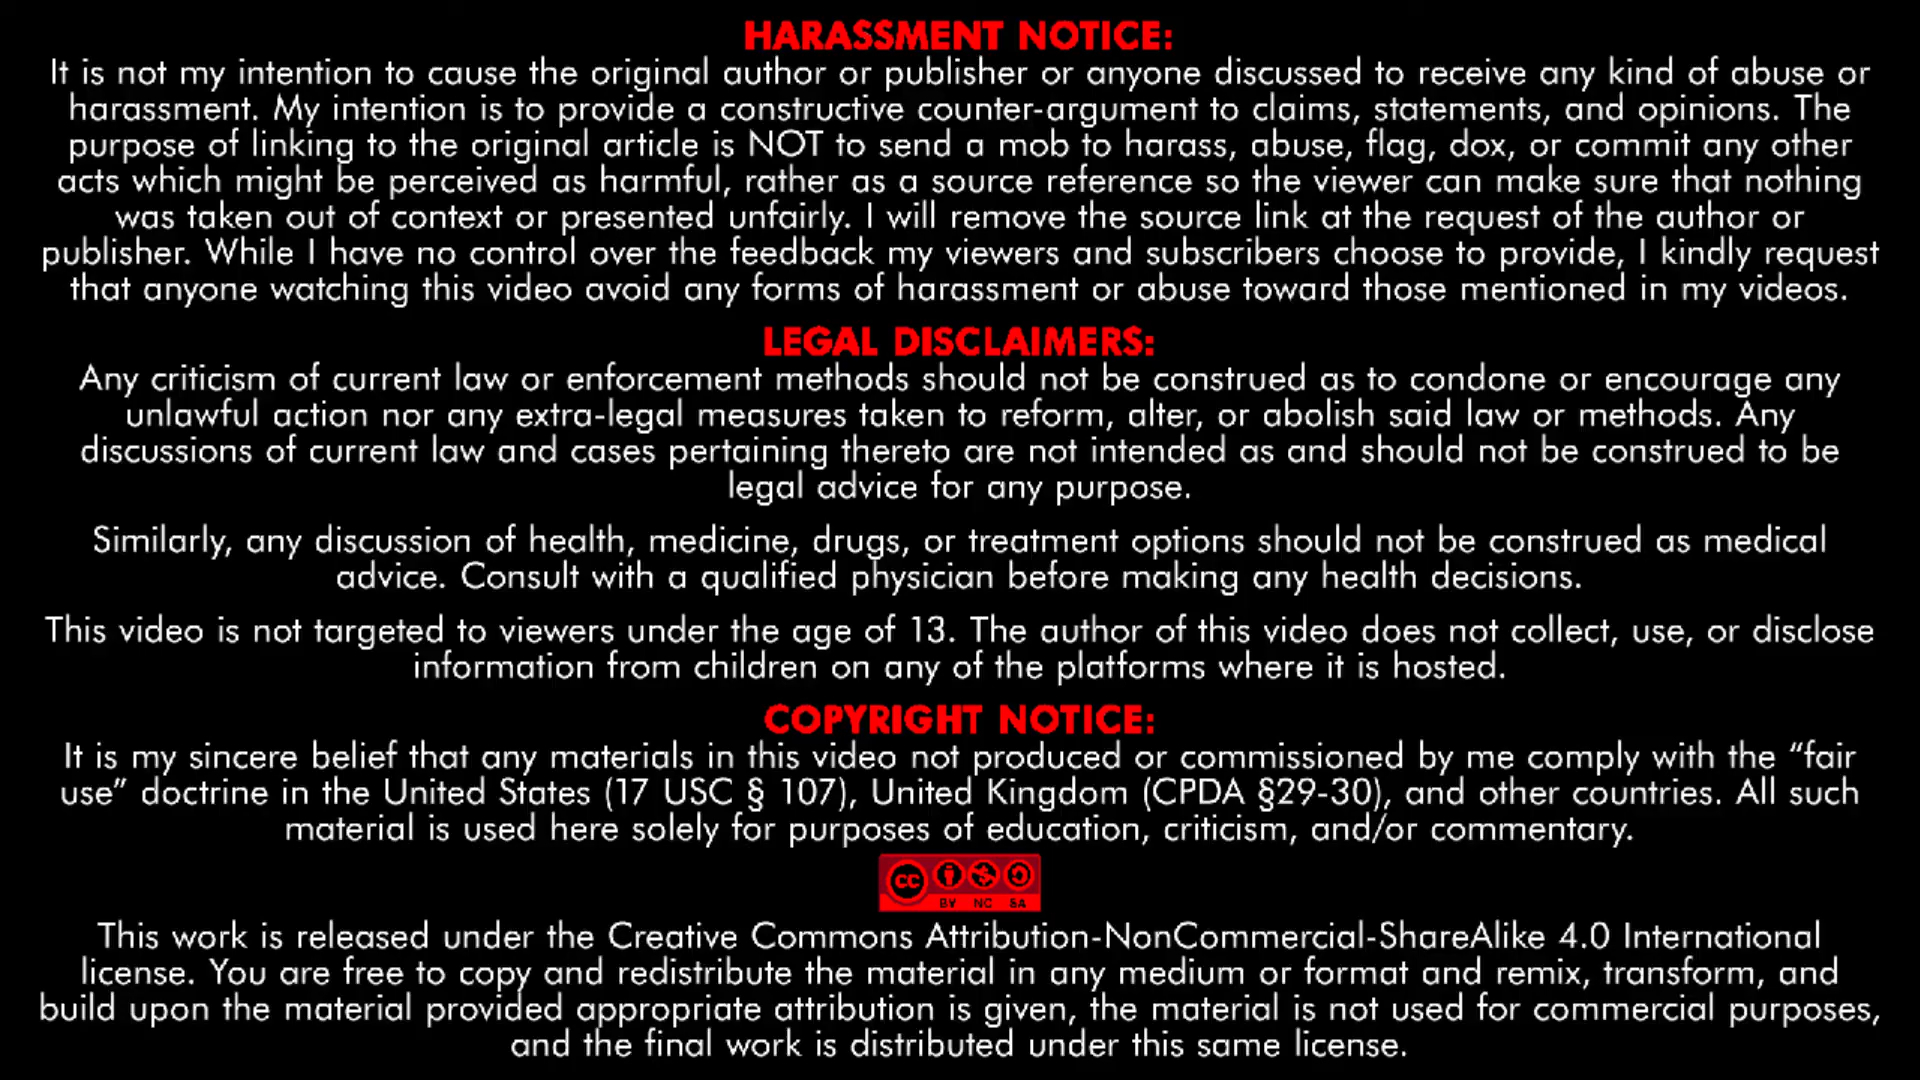 HARASSMENT NOTICE:
It is not my intention to cause the original author or publisher or anyone discussed to receive any kind of abuse or
harassment. My intention is to provide a constructive counter-argument to claims, statements, and opinions. The
purpose of linking to the original article is NOT to send a mob to harass, abuse, flag, dox, or commit any other
acts which might be perceived as harmful, rather as a source reference so the viewer can make sure that nothing
was taken out of context or presented unfairly. I will remove the source link at the request of the author or
publisher. While I have no control over the feedback my viewers and subscribers choose to provide, I kindly request
that anyone watching this video avoid any forms of harassment or abuse toward those mentioned in my videos.
LEGAL DISCLAIMERS:
Any criticism of current law or enforcement methods should not be construed as to condone or encourage any
unlawful action nor any extra-legal measures taken to reform, alter, or abolish said law or methods. Any
discussions of current law and cases pertaining thereto are not intended as and should not be construed to be
legal advice for any purpose.
Similarly, any discussion of health, medicine, drugs, or treatment options should not be construed as medical
advice. Consult with a qualified physician before making any health decisions.
This video is not targeted to viewers under the age of 13. The author of this video does not collect, use, or disclose
information from children on any of the platforms where it is hosted.
COPYRIGHT NOTICE:
It is my sincere belief that any materials in this video not produced or commissioned by me comply with the “fair
use” doctrine in the United States (17 USC § 107), United Kingdom (CPDA §29-30), and other countries. All such
material is used here solely for purposes of education, criticism, and/or commentary.
CC BY NC SA
This work is released under the Creative Commons Attribution-NonCommercial-ShareAlike 4.0 International
license. You are free to copy and redistribute the material in any medium or format and remix, transform, and
build upon the material provided appropriate attribution is given, the material is not used for commercial purposes,
and the final work is distributed under this same license.